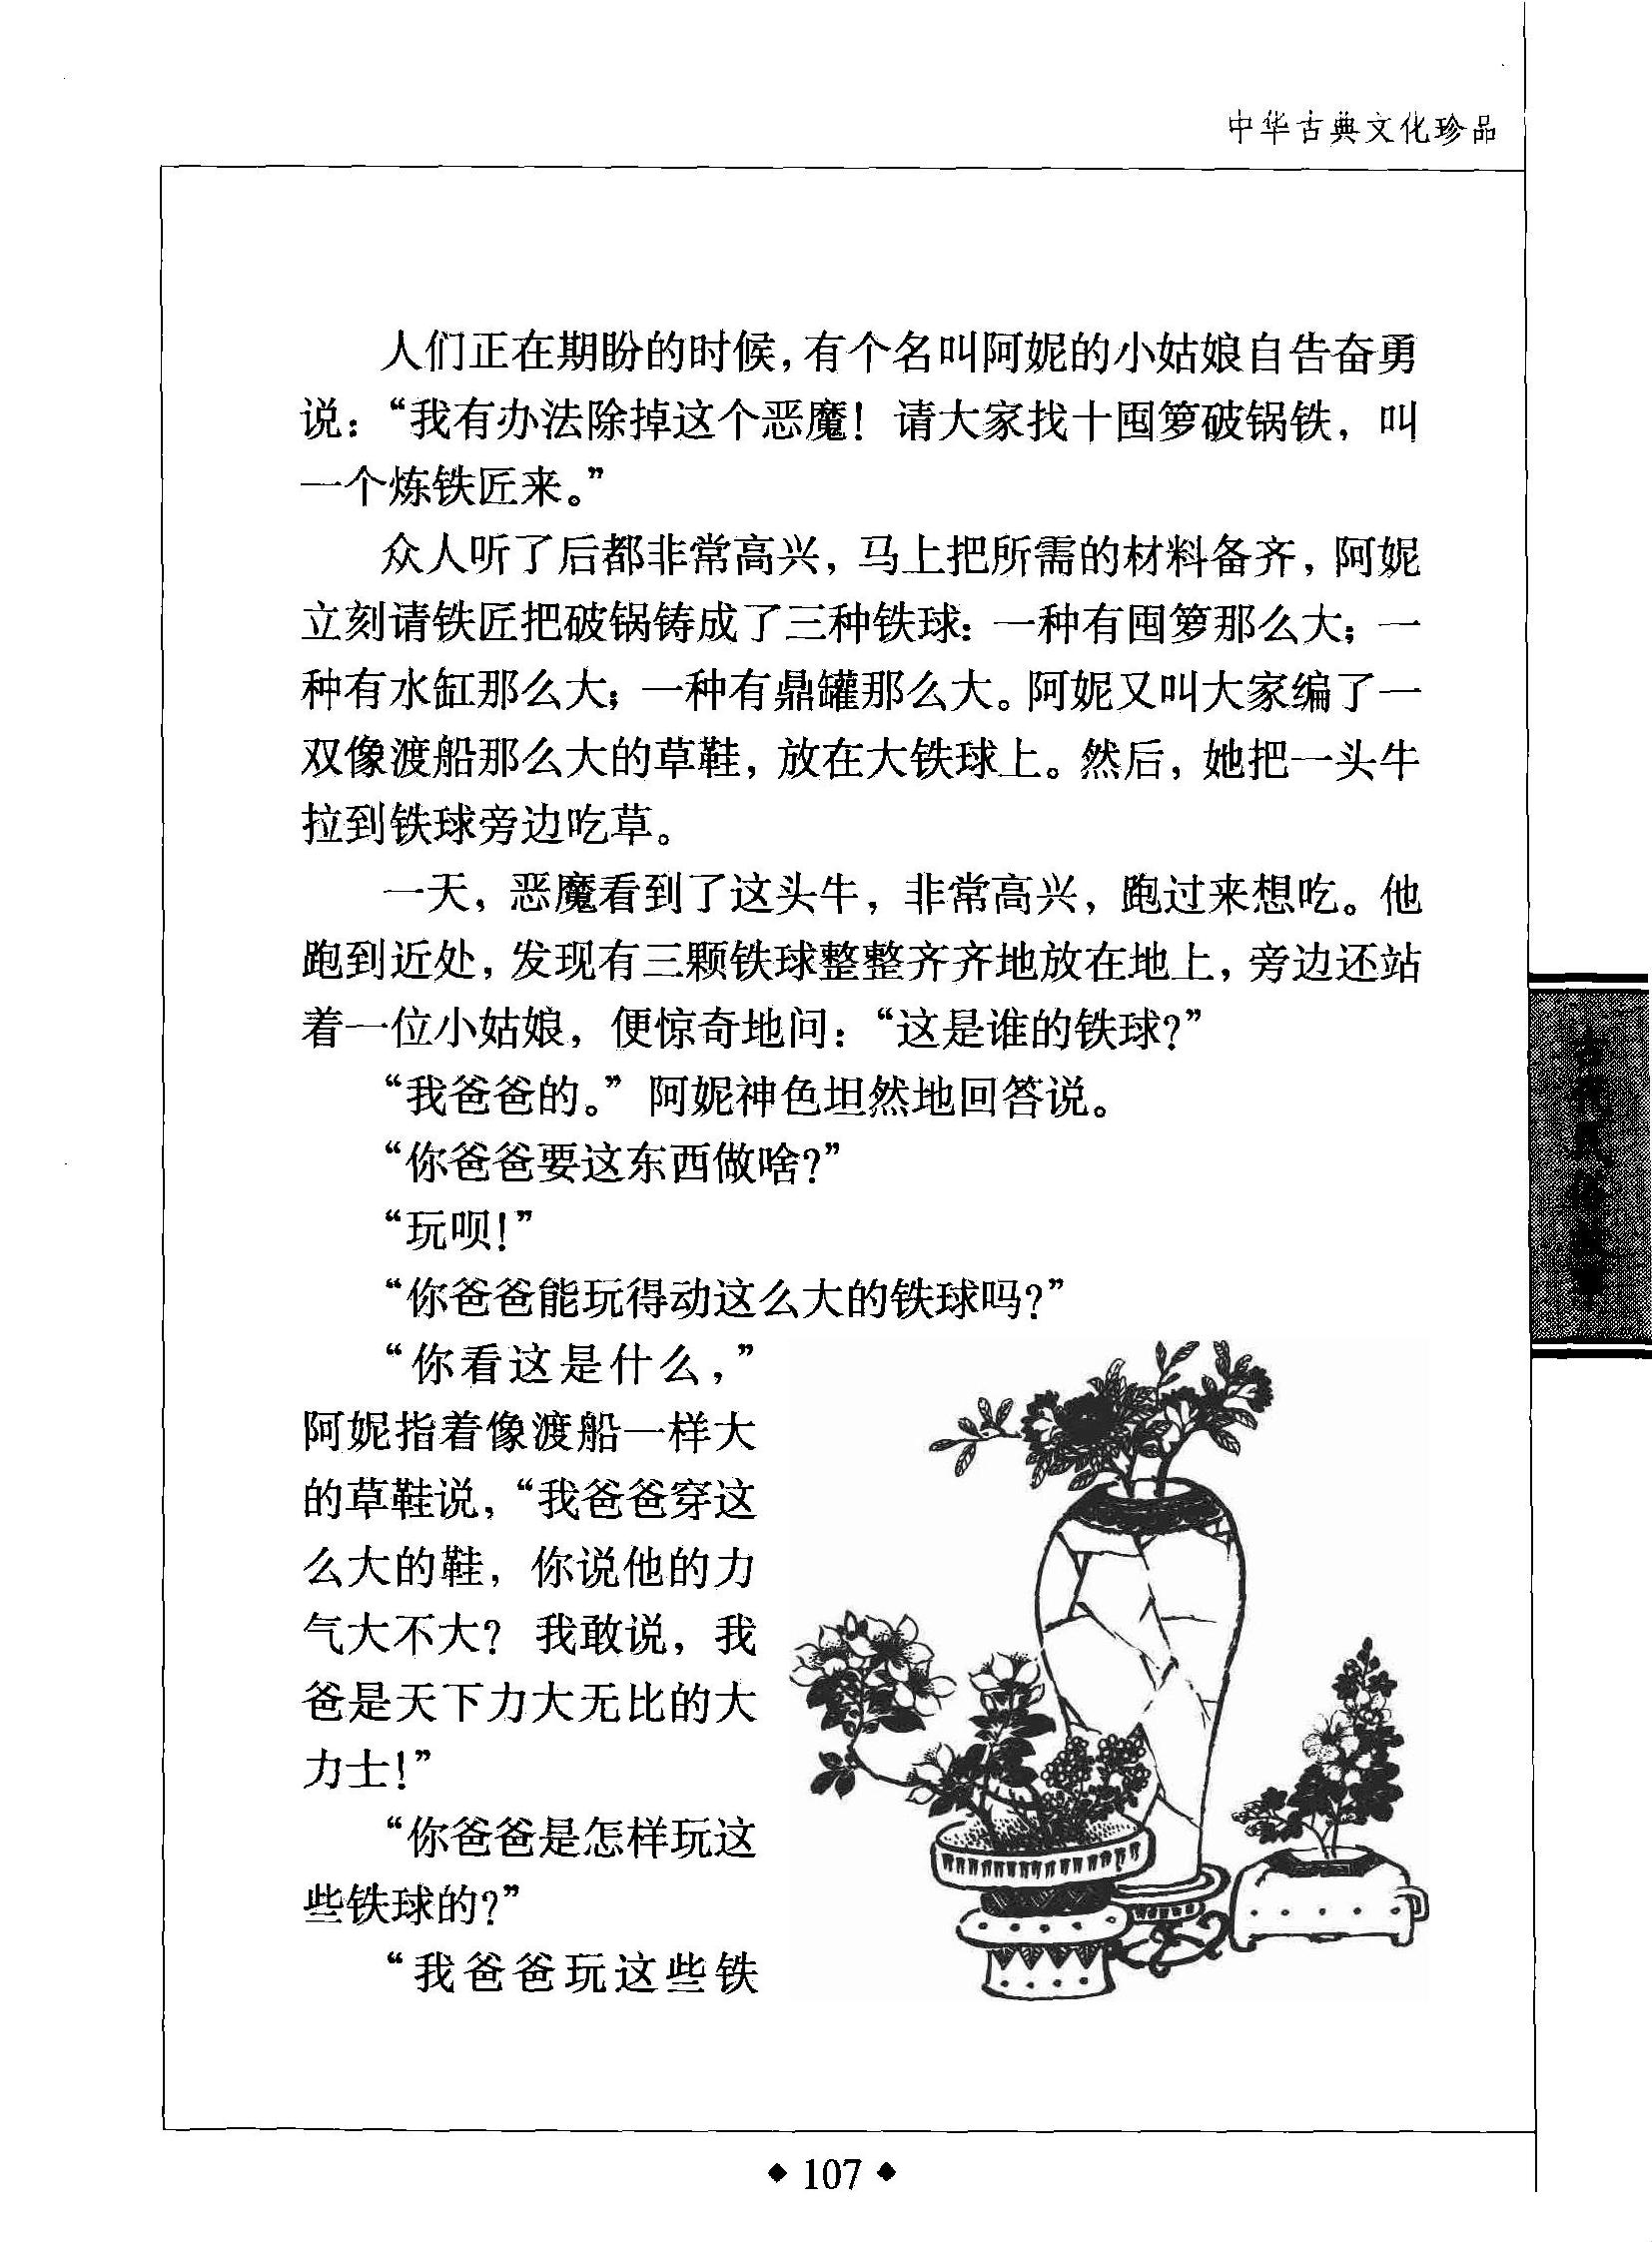 中华古典文化珍品
人们正在期盼的时候，有个名叫阿妮的小姑娘自告奋勇
说：“我有办法除掉这个恶魔！请大家找十囤箩破锅铁，叫
一个炼铁匠来。”
众人听了后都非常高兴，马上把所需的材料备齐，阿妮
立刻请铁匠把破锅铸成了三种铁球：一种有囤箩那么大；一
种有水缸那么大；一种有鼎罐那么大。阿妮又叫大家编了一
双像渡船那么大的草鞋，放在大铁球上。然后，她把一头牛
拉到铁球旁边吃草。
一天，恶魔看到了这头牛，非常高兴，跑过来想吃。他
跑到近处，发现有三颗铁球整整齐齐地放在地上，旁边还站
着一位小姑娘，便惊奇地问：“这是谁的铁球？”
“我爸爸的。”阿妮神色坦然地回答说。
“你爸爸要这东西做啥？”
“玩呗！”
“你爸爸能玩得动这么大的铁球吗？”
“你看这是什么，”
阿妮指着像渡船一样大
的草鞋说，“我爸爸穿这
么大的鞋，你说他的力
气大不大？我敢说，我
爸是天下力大无比的大
力士！”
“你爸爸是怎样玩这
些铁球的？”
“我爸爸玩这些铁
古代民俗故事
◆ 107 ◆